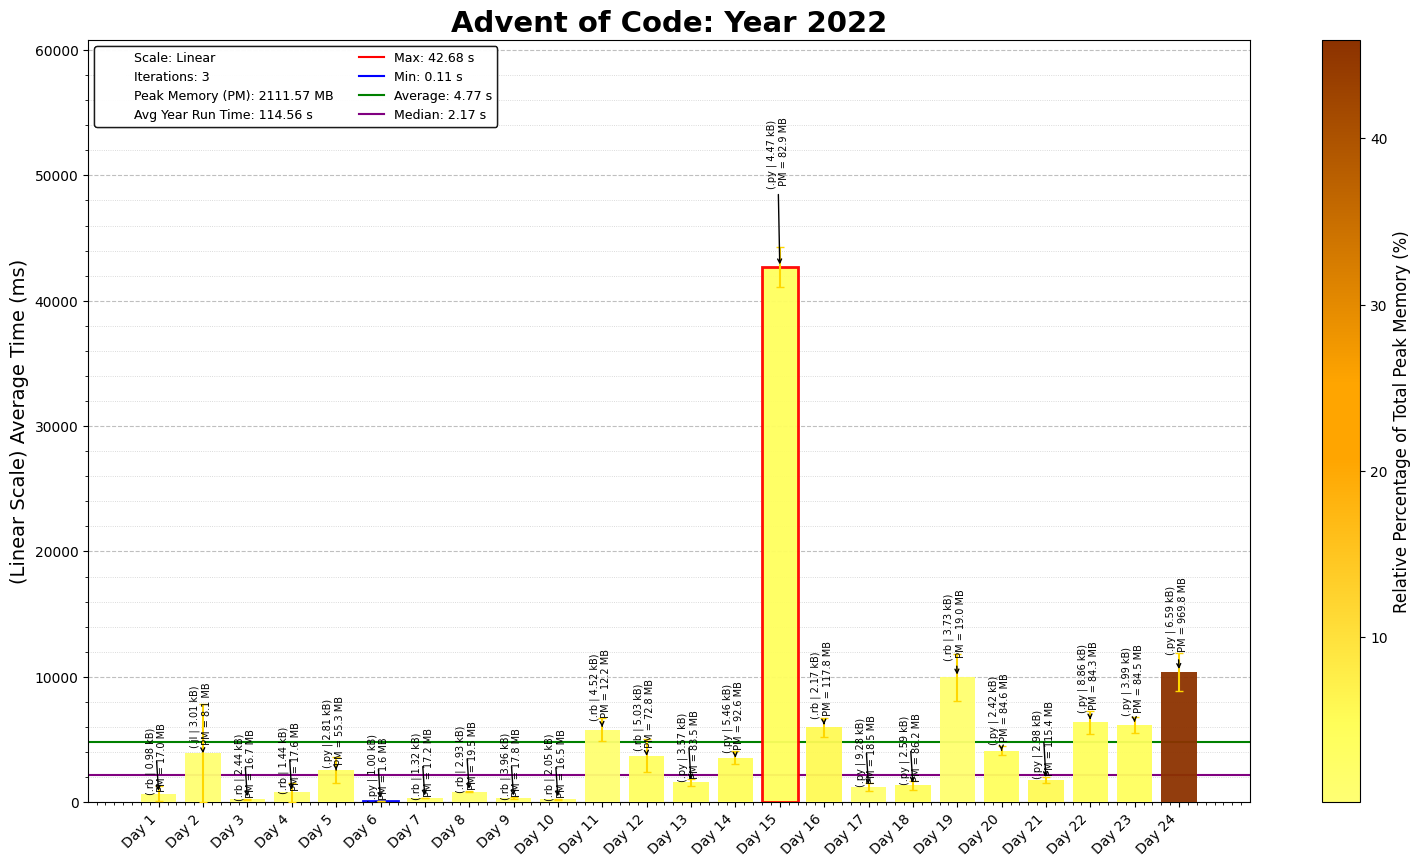 Advent of Code: Year 2022
Scale: Linear
Iterations: 3
Peak Memory (PM): 2111.57 MB
Avg Year Run Time: 114.56 s
Max: 42.68 s
Min: 0.11 s
Average: 4.77 s
Median: 2.17 s
(Linear Scale) Average Time (ms)
60000
50000
40000
30000
20000
10000
0
(.rb | 0.98 kB)
PM = 17.0 MB
(.jl | 3.01 kB)
PM = 8.1 MB
(.rb | 2.44 kB)
PM = 16.7 MB
(.rb | 1.44 kB)
PM = 17.6 MB
(.py | 2.81 kB)
PM = 55.3 MB
(.py | 1.00 kB)
PM = 1.6 MB
(.rb | 1.32 kB)
PM = 17.2 MB
(.rb | 2.93 kB)
PM = 19.5 MB
(.rb | 3.96 kB)
PM = 17.8 MB
(.rb | 2.05 kB)
PM = 16.5 MB
(.rb | 4.52 kB)
PM = 12.2 MB
(.rb | 5.03 kB)
PM = 72.8 MB
(.py | 3.57 kB)
PM = 83.5 MB
(.py | 5.46 kB)
PM = 92.6 MB
(.py | 4.47 kB)
PM = 82.9 MB
(.rb | 2.17 kB)
PM = 117.8 MB
(.py | 9.28 kB)
PM = 18.5 MB
(.py | 2.59 kB)
PM = 86.2 MB
(.rb | 3.73 kB)
PM = 19.0 MB
(.py | 2.42 kB)
PM = 84.6 MB
(.py | 2.98 kB)
PM = 115.4 MB
(.py | 8.86 kB)
PM = 84.3 MB
(.py | 3.99 kB)
PM = 84.5 MB
(.py | 6.59 kB)
PM = 969.8 MB
Day 1
Day 2
Day 3
Day 4
Day 5
Day 6
Day 7
Day 8
Day 9
Day 10
Day 11
Day 12
Day 13
Day 14
Day 15
Day 16
Day 17
Day 18
Day 19
Day 20
Day 21
Day 22
Day 23
Day 24
40
30
20
10
Relative Percentage of Total Peak Memory (%)